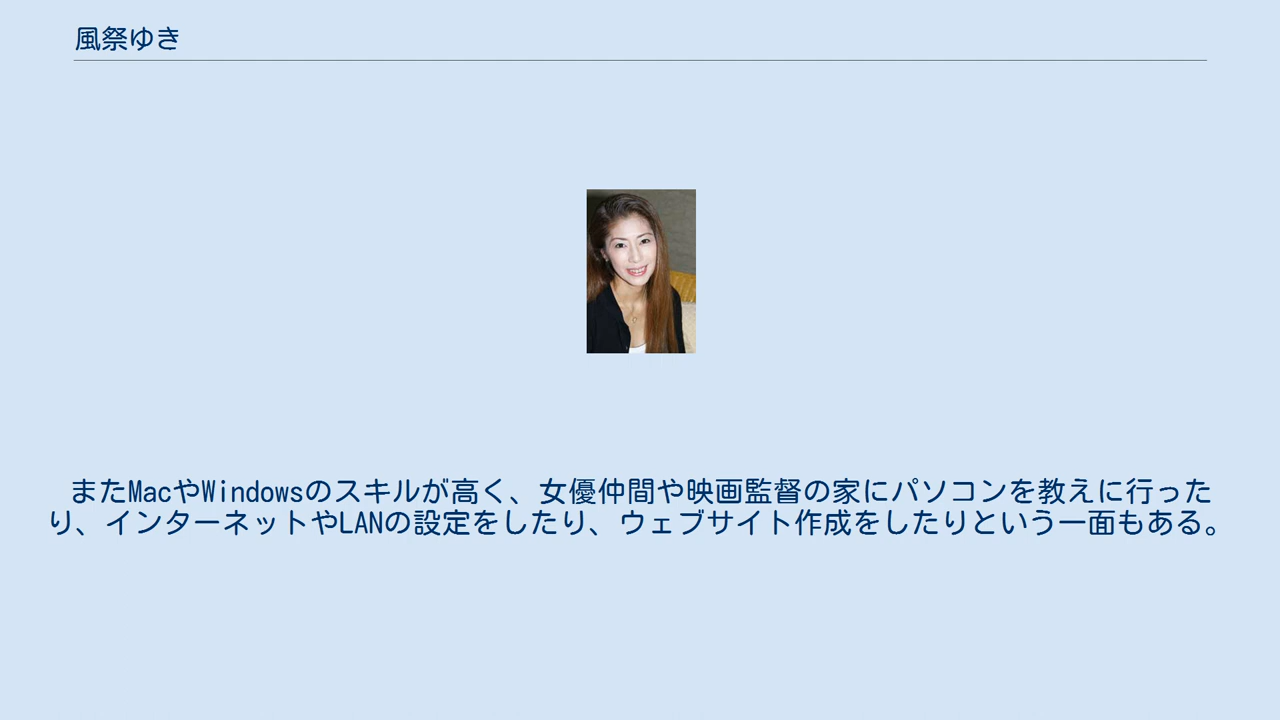 風祭ゆき
またMacやWindowsのスキルが高く、女優仲間や映画監督の家にパソコンを教えに行った
り、インターネットやLANの設定をしたり、ウェブサイト作成をしたりという一面もある。